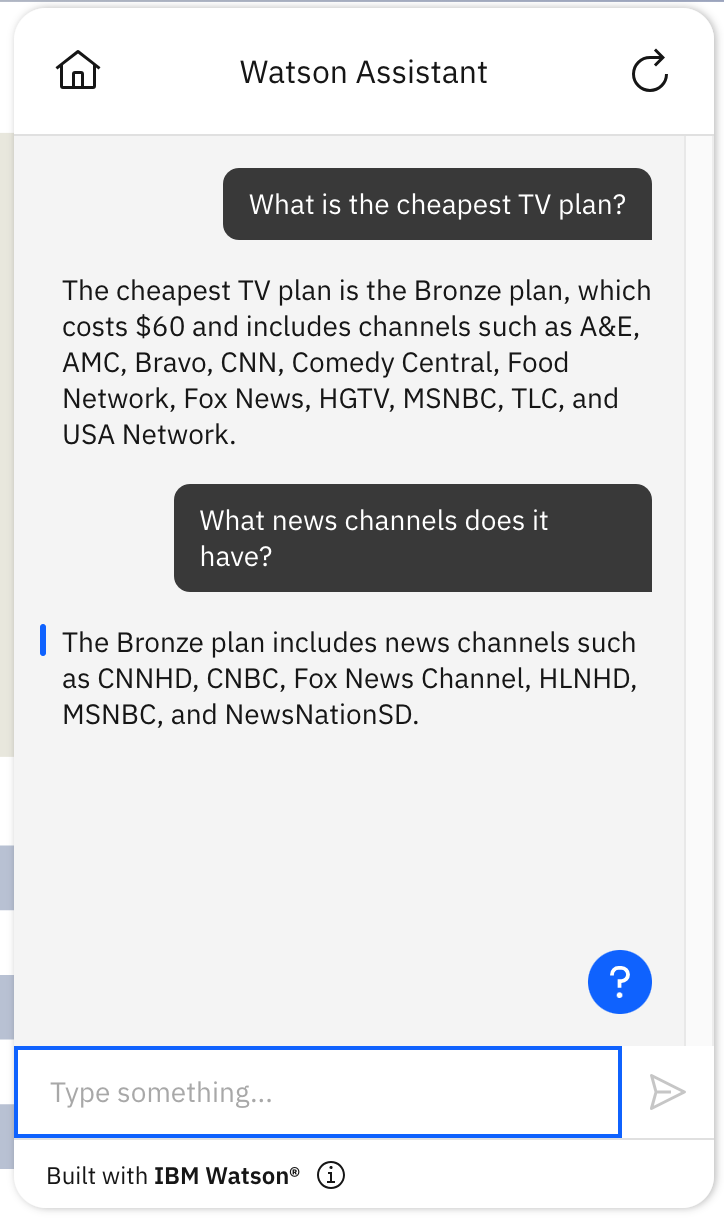 Watson Assistant
What is the cheapest TV plan?
The cheapest TV plan is the Bronze plan, which
costs $60 and includes channels such as A&E,
AMC, Bravo, CNN, Comedy Central, Food
Network, Fox News, HGTV, MSNBC, TLC, and
USA Network.
What news channels does it
have?
The Bronze plan includes news channels such
as CNNHD, CNBC, Fox News Channel, HLNHD,
MSNBC, and NewsNationSD.
?
Type something...
Built with IBM Watson®